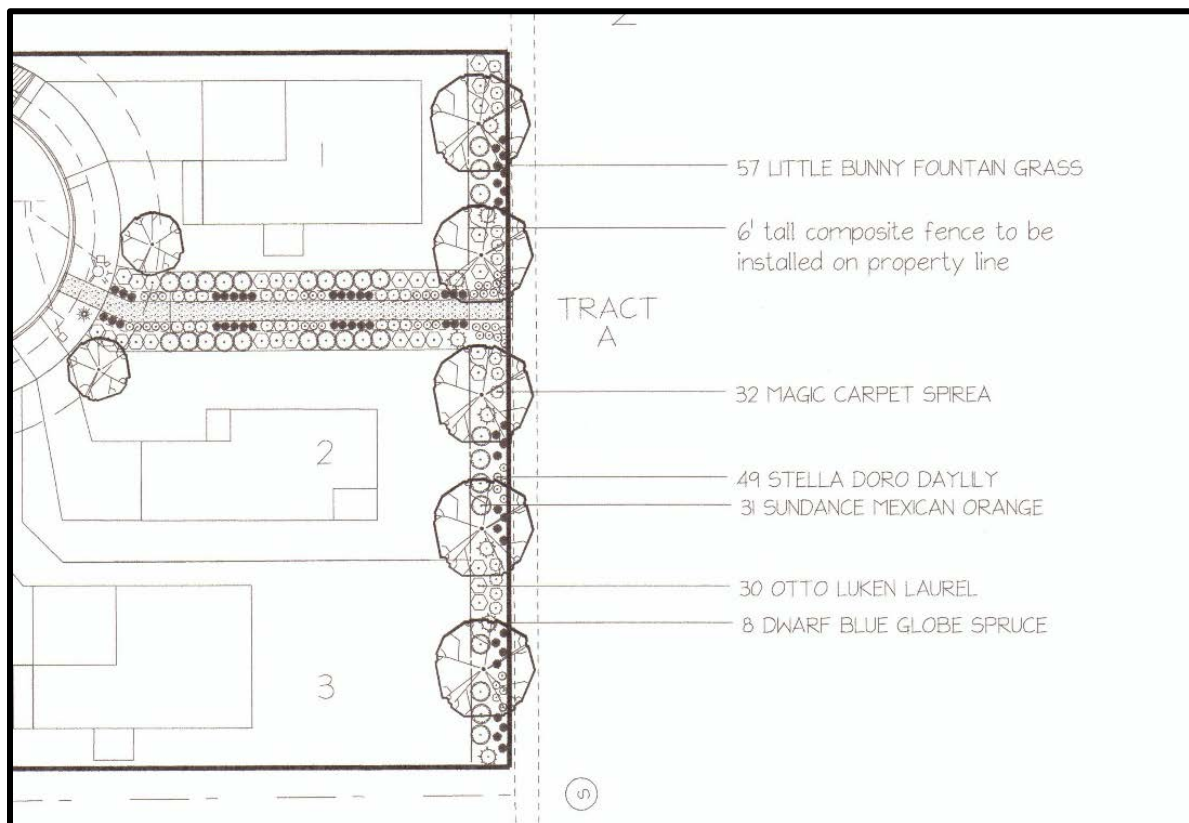 1
57 LITTLE BUNNY FOUNTAIN GRASS
6' tall composite fence to be
installed on property line
TRACT
A
32 MAGIC CARPET SPIREA
2
49 STELLA DORO DAYLILY
31 SUNDANCE MEXICAN ORANGE
30 OTTO LUKEN LAUREL
8 DWARF BLUE GLOBE SPRUCE
3
S